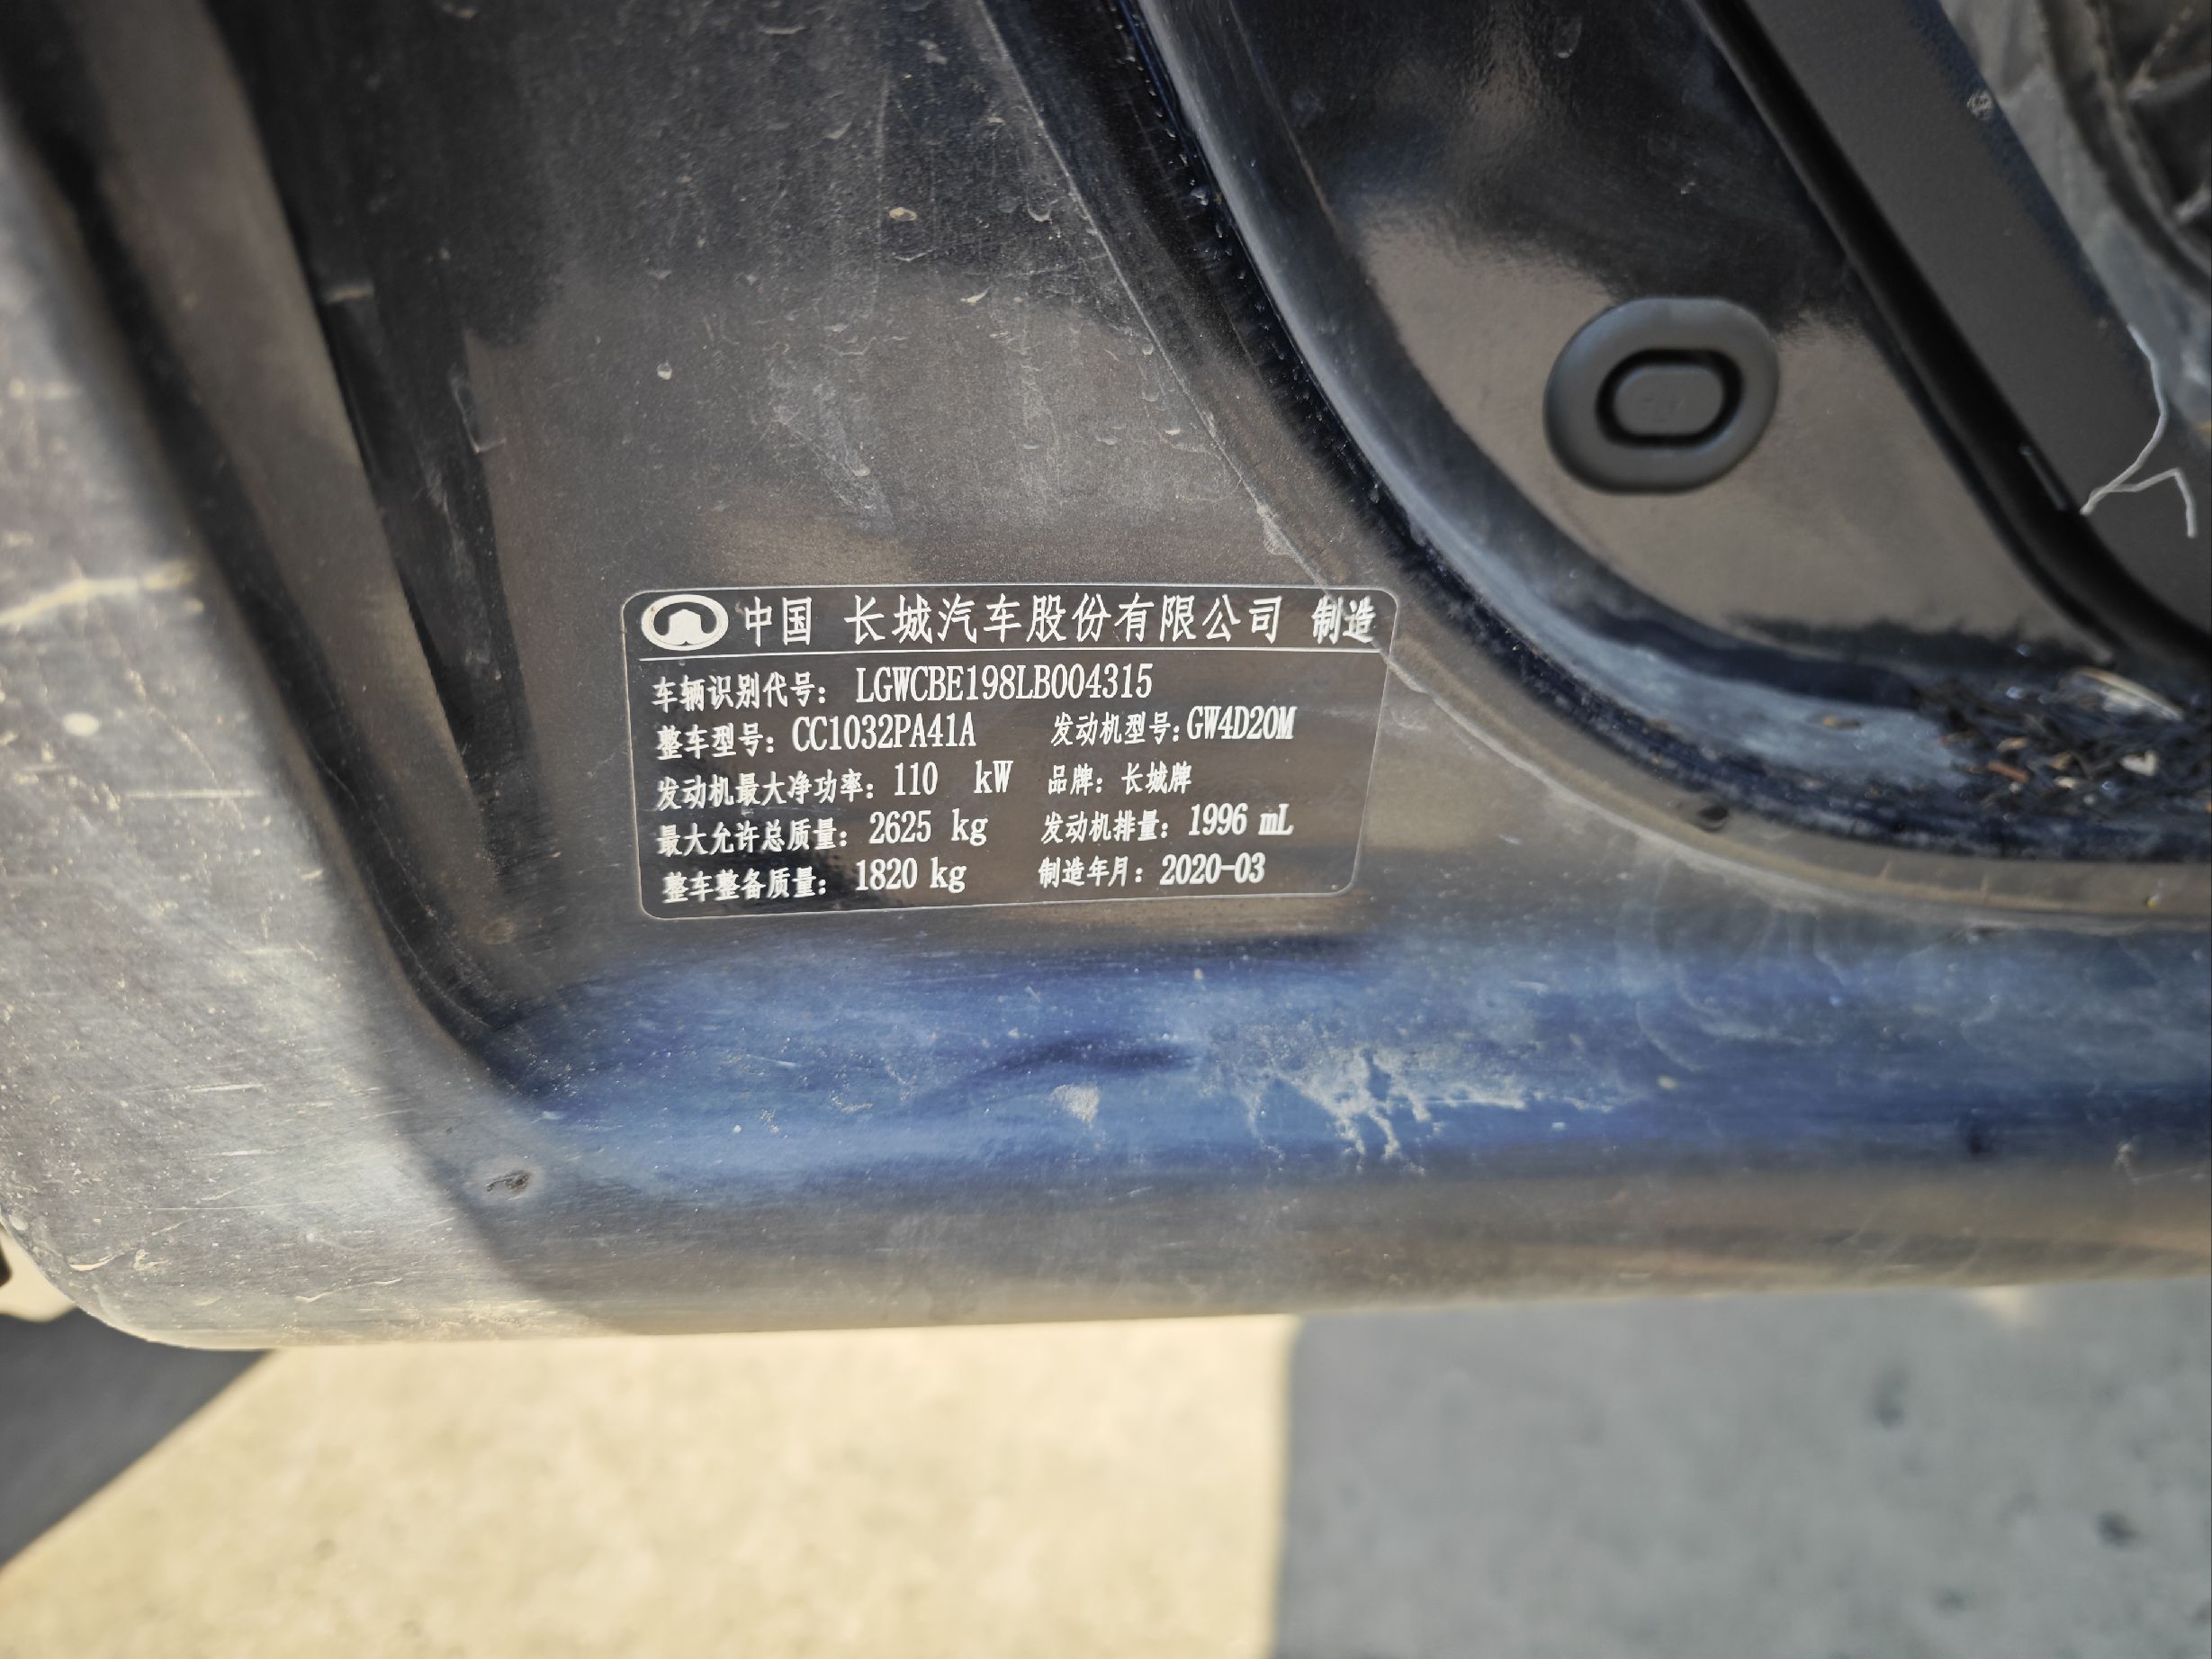 中国 长城汽车股份有限公司 制造
车辆识别代号： LGWCBE198LB004315
整车型号：CC1032PA41A 发动机型号：GW4D20M
发动机最大净功率：110 kW 品牌：长城牌
最大允许总质量：2625 kg 发动机排量：1996 mL
整车整备质量：1820 kg 制造年月：2020-03